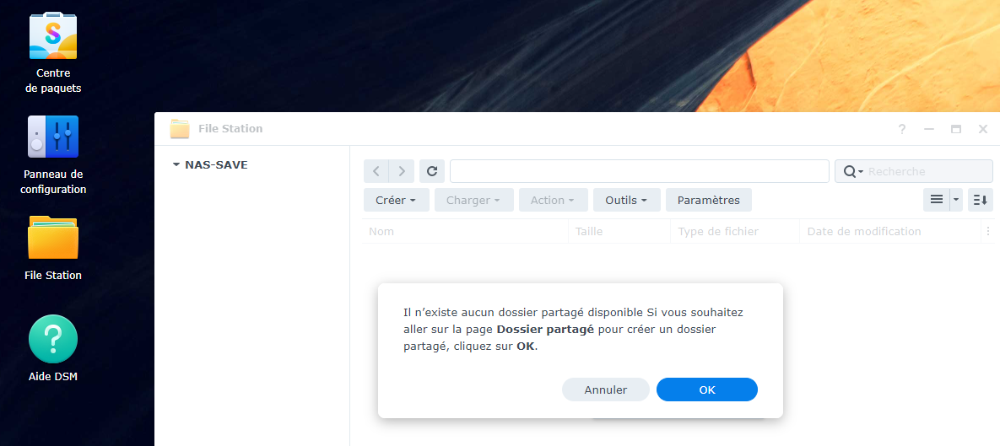 Centre
de paquets
Panneau de
configuration
File Station
Aide DSM
File Station
NAS-SAVE
Recherche
Créer
Charger
Action
Outils
Paramètres
Nom
Taille
Type de fichier
Date de modification
Il n’existe aucun dossier partagé disponible Si vous souhaitez
aller sur la page Dossier partagé pour créer un dossier
partagé, cliquez sur OK.
Annuler
OK